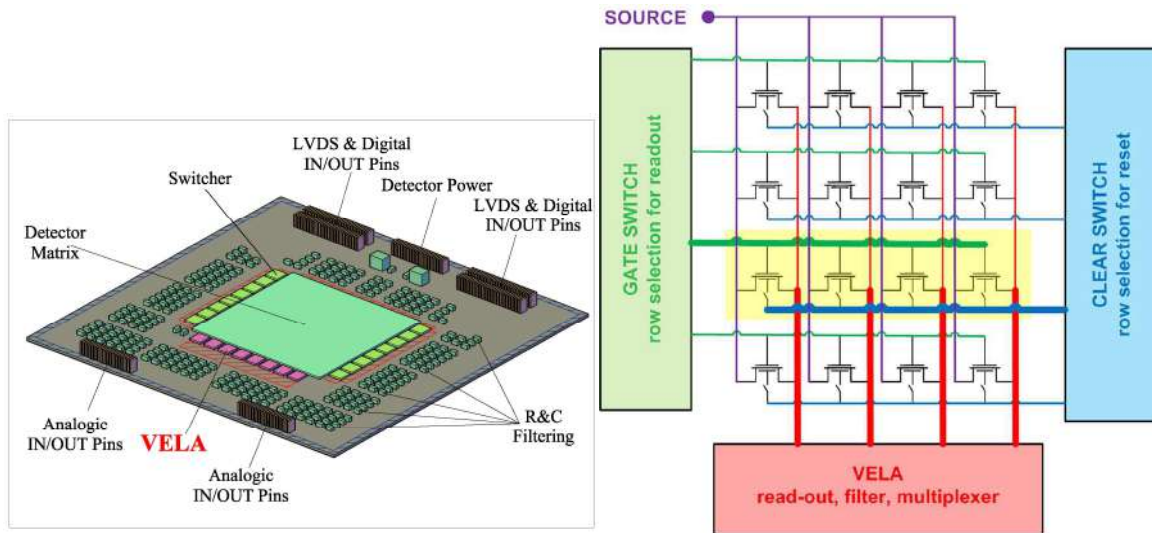 LVDS & Digital
IN/OUT Pins
Switcher
Detector Power
LVDS & Digital
IN/OUT Pins
Detector
Matrix
Analogic
IN/OUT Pins
VELA
Analogic
IN/OUT Pins
R&C
Filtering
SOURCE
GATE SWITCH
row selection for readout
CLEAR SWITCH
row selection for reset
VELA
read-out, filter, multiplexer